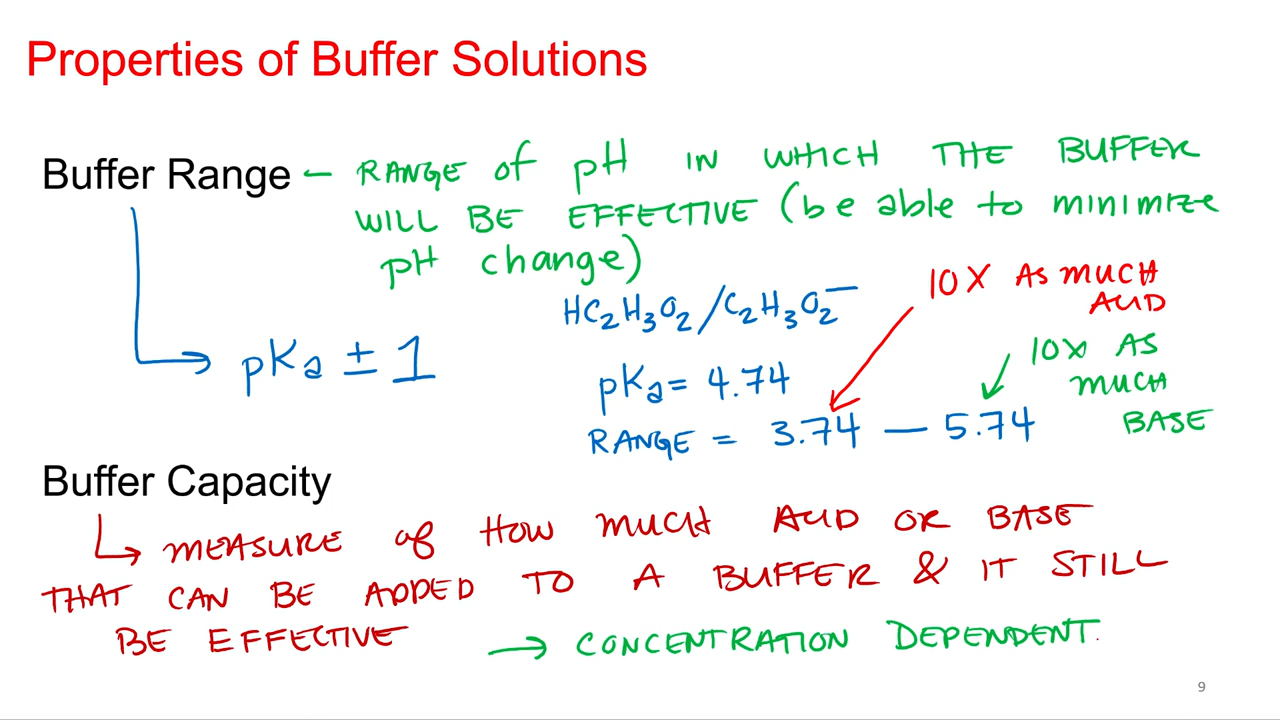 Properties of Buffer Solutions
Buffer Range – RANGE of pH IN WHICH THE BUFFER
WILL BE EFFECTIVE (be able to minimize
pH change)
10X AS MUCH
ACID
HC₂H₃O₂/C₂H₃O₂⁻
pKa ± 1
10x AS
MUCH
BASE
pKa = 4.74
RANGE = 3.74 — 5.74
Buffer Capacity
↳ MEASURE of HOW MUCH ACID OR BASE
THAT CAN BE ADDED TO A BUFFER & IT STILL
BE EFFECTIVE → CONCENTRATION DEPENDENT.
9